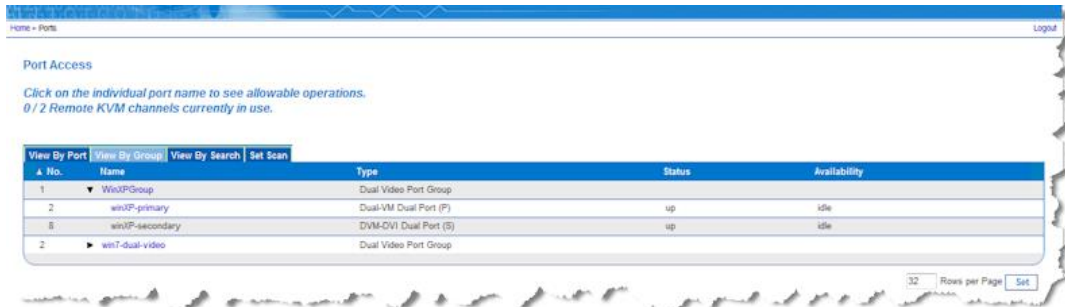 Home » Ports Logout
Port Access
Click on the individual port name to see allowable operations.
0 / 2 Remote KVM channels currently in use.
View By Port View By Group View By Search Set Scan
▲ No. Name Type Status Availability
1 ▼ WinXPGroup Dual Video Port Group
2 winXP-primary Dual-VM Dual Port (P) up idle
8 winXP-secondary DVM-DVI Dual Port (S) up idle
2 ► win7-dual-video Dual Video Port Group
32 Rows per Page Set